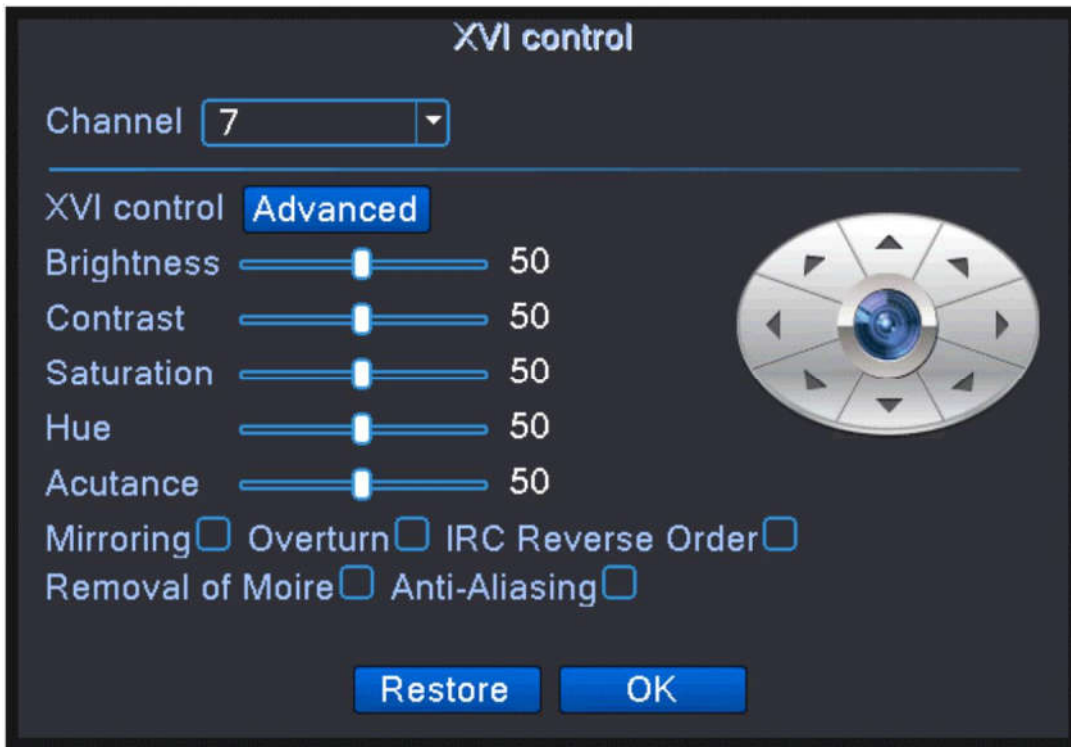 XVI control
Channel 7
XVI control Advanced
Brightness 50
Contrast 50
Saturation 50
Hue 50
Acutance 50
Mirroring Overturn IRC Reverse Order
Removal of Moire Anti-Aliasing
Restore OK